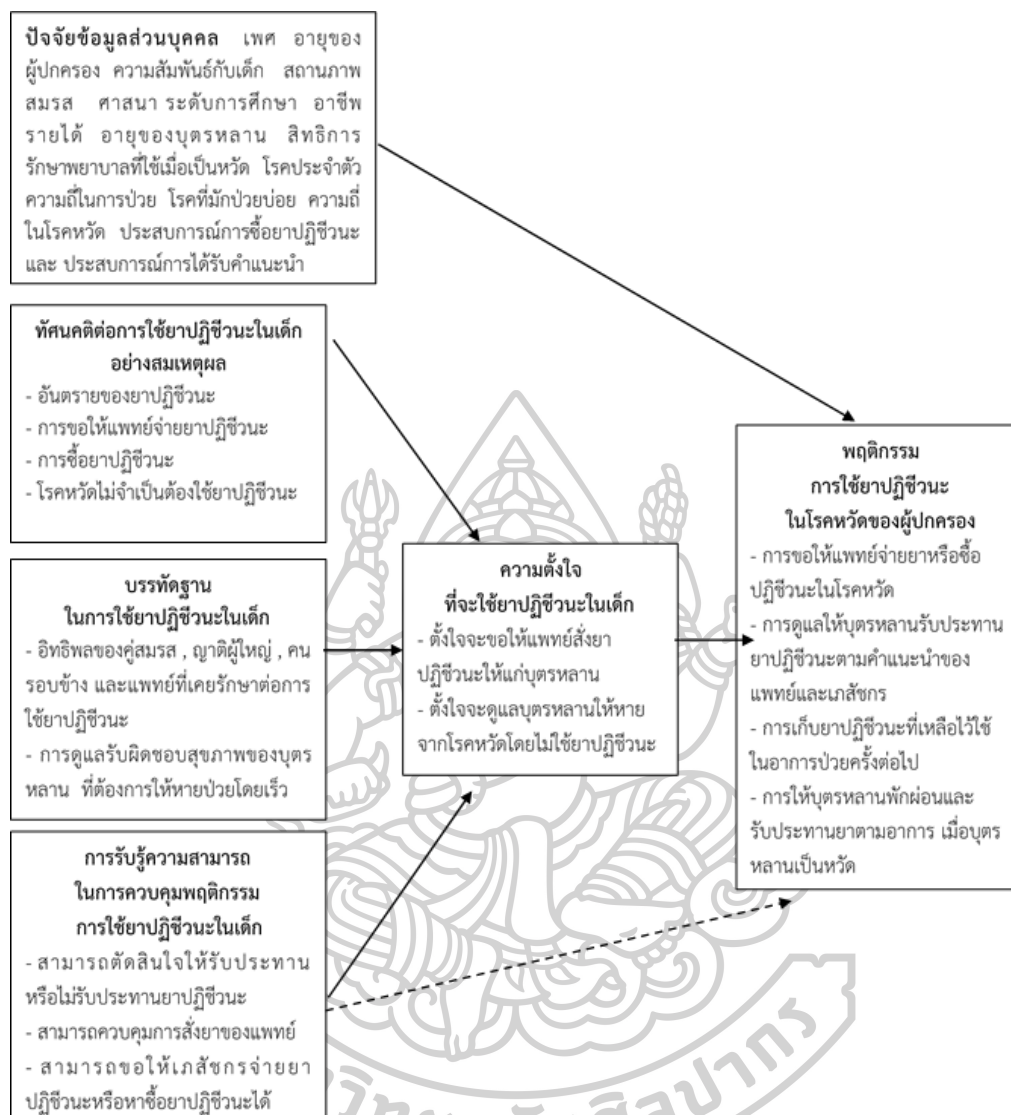 ปัจจัยข้อมูลส่วนบุคคล เพศ อายุของ
ผู้ปกครอง ความสัมพันธ์กับเด็ก สถานภาพ
สมรส ศาสนา ระดับการศึกษา อาชีพ
รายได้ อายุของบุตรหลาน สิทธิการ
รักษาพยาบาลที่ใช้เมื่อเป็นหวัด โรคประจำตัว
ความถี่ในการป่วย โรคที่มักป่วยบ่อย ความถี่
ในโรคหวัด ประสบการณ์การซื้อยาปฏิชีวนะ
และ ประสบการณ์การได้รับคำแนะนำ
ทัศนคติต่อการใช้ยาปฏิชีวนะในเด็ก
อย่างสมเหตุผล
- อันตรายของยาปฏิชีวนะ
- การขอให้แพทย์จ่ายยาปฏิชีวนะ
- การซื้อยาปฏิชีวนะ
- โรคหวัดไม่จำเป็นต้องใช้ยาปฏิชีวนะ
บรรทัดฐาน
ในการใช้ยาปฏิชีวนะในเด็ก
- อิทธิพลของคู่สมรส , ญาติผู้ใหญ่ , คน
รอบข้าง และแพทย์ที่เคยรักษาต่อการ
ใช้ยาปฏิชีวนะ
- การดูแลรับผิดชอบสุขภาพของบุตร
หลาน ที่ต้องการให้หายป่วยโดยเร็ว
การรับรู้ความสามารถ
ในการควบคุมพฤติกรรม
การใช้ยาปฏิชีวนะในเด็ก
- สามารถตัดสินใจให้รับประทาน
หรือไม่รับประทานยาปฏิชีวนะ
- สามารถควบคุมการสั่งยาของแพทย์
- สามารถขอให้เภสัชกรจ่ายยา
ปฏิชีวนะหรือหาซื้อยาปฏิชีวนะได้
ความตั้งใจ
ที่จะใช้ยาปฏิชีวนะในเด็ก
- ตั้งใจจะขอให้แพทย์สั่งยา
ปฏิชีวนะให้แก่บุตรหลาน
- ตั้งใจจะดูแลบุตรหลานให้หาย
จากโรคหวัดโดยไม่ใช้ยาปฏิชีวนะ
พฤติกรรม
การใช้ยาปฏิชีวนะ
ในโรคหวัดของผู้ปกครอง
- การขอให้แพทย์จ่ายยาหรือซื้อ
ปฏิชีวนะในโรคหวัด
- การดูแลให้บุตรหลานรับประทาน
ยาปฏิชีวนะตามคำแนะนำของ
แพทย์และเภสัชกร
- การเก็บยาปฏิชีวนะที่เหลือไว้ใช้
ในอาการป่วยครั้งต่อไป
- การให้บุตรหลานพักผ่อนและ
รับประทานยาตามอาการ เมื่อบุตร
หลานเป็นหวัด